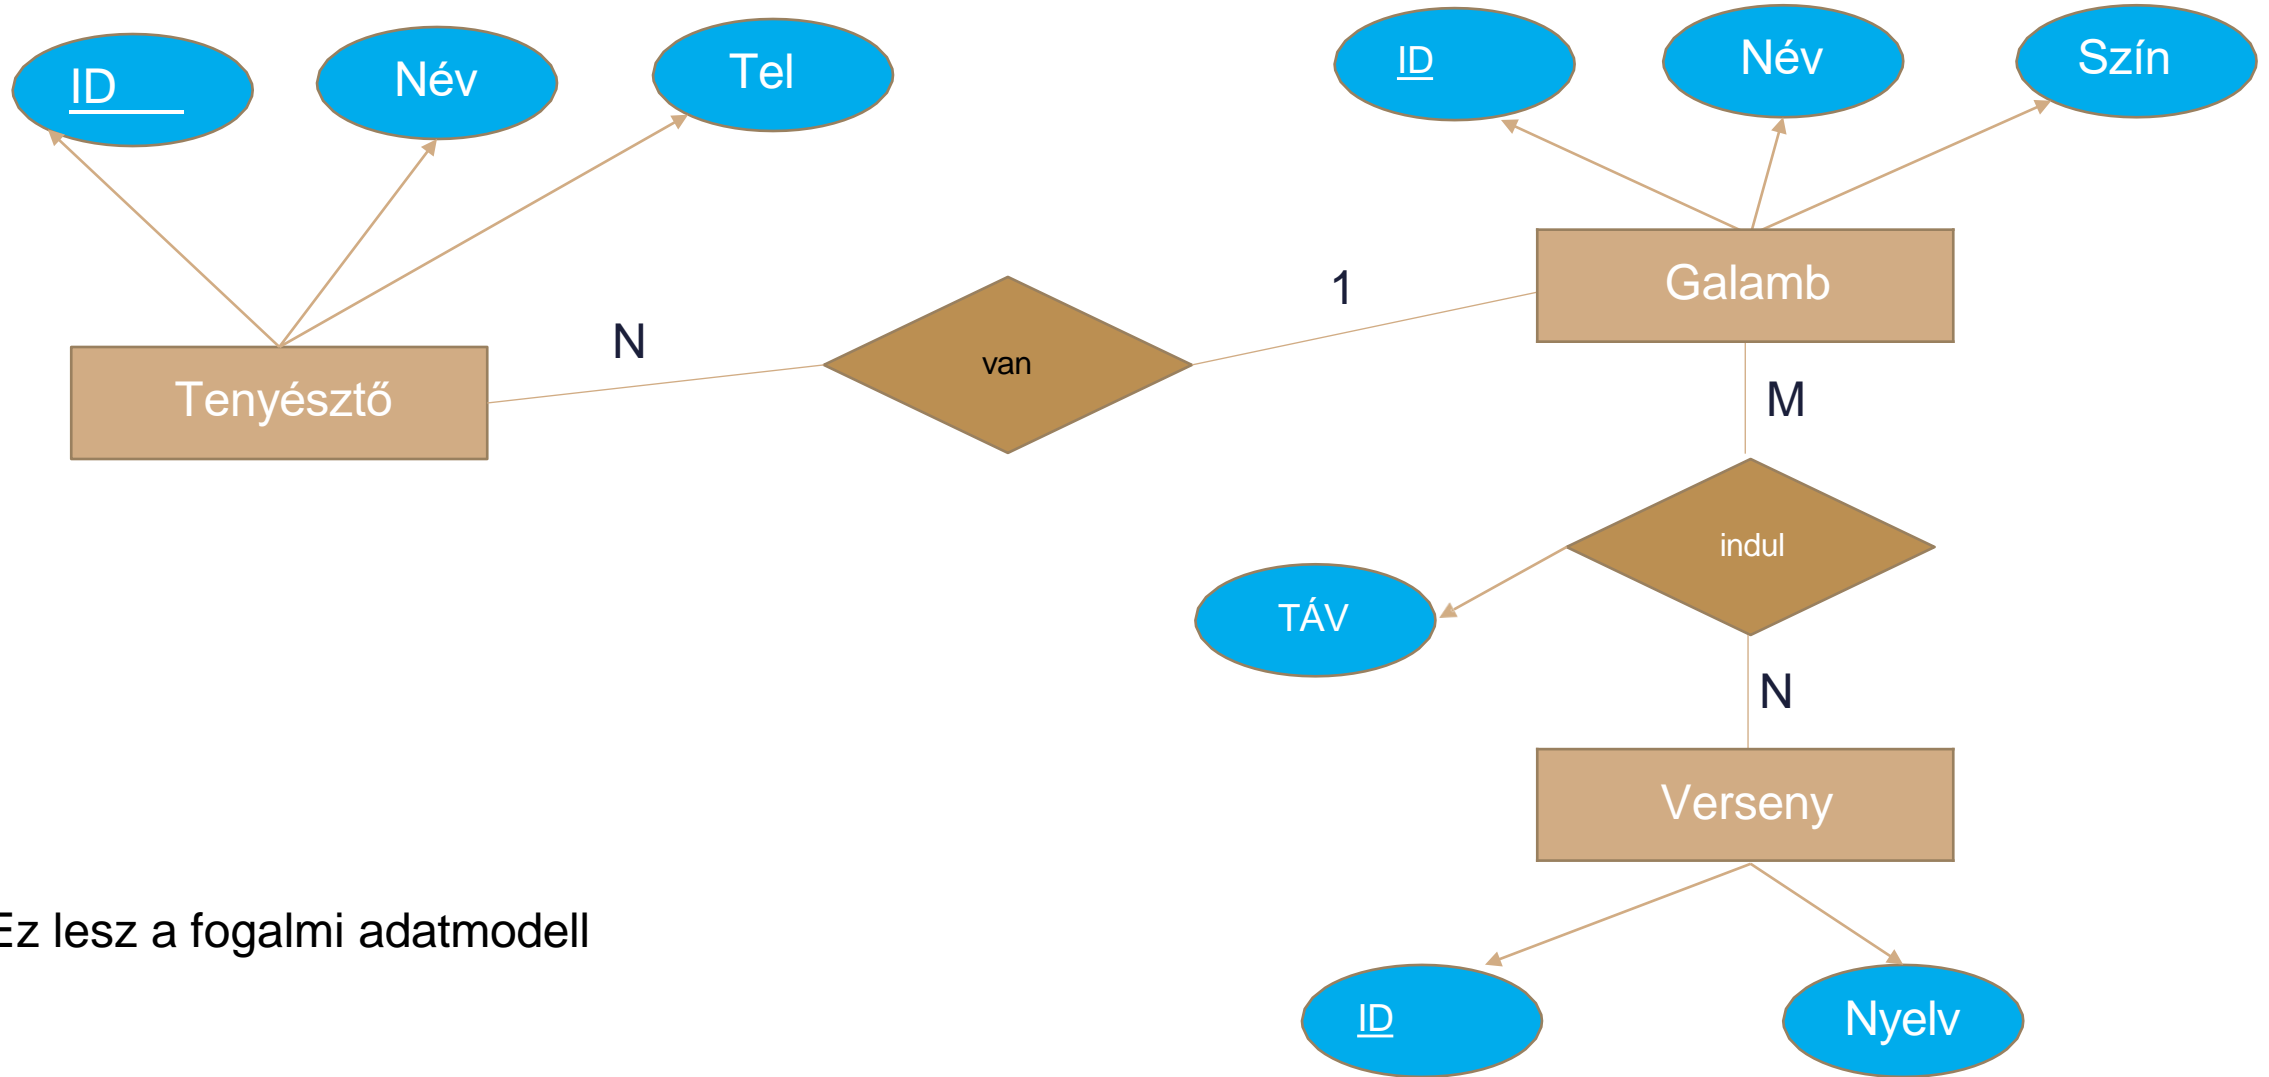 ID
Név
Tel
ID
Név
Szín
Tenyésztő
N
van
1
Galamb
M
indul
TÁV
N
Verseny
ID
Nyelv
Ez lesz a fogalmi adatmodell